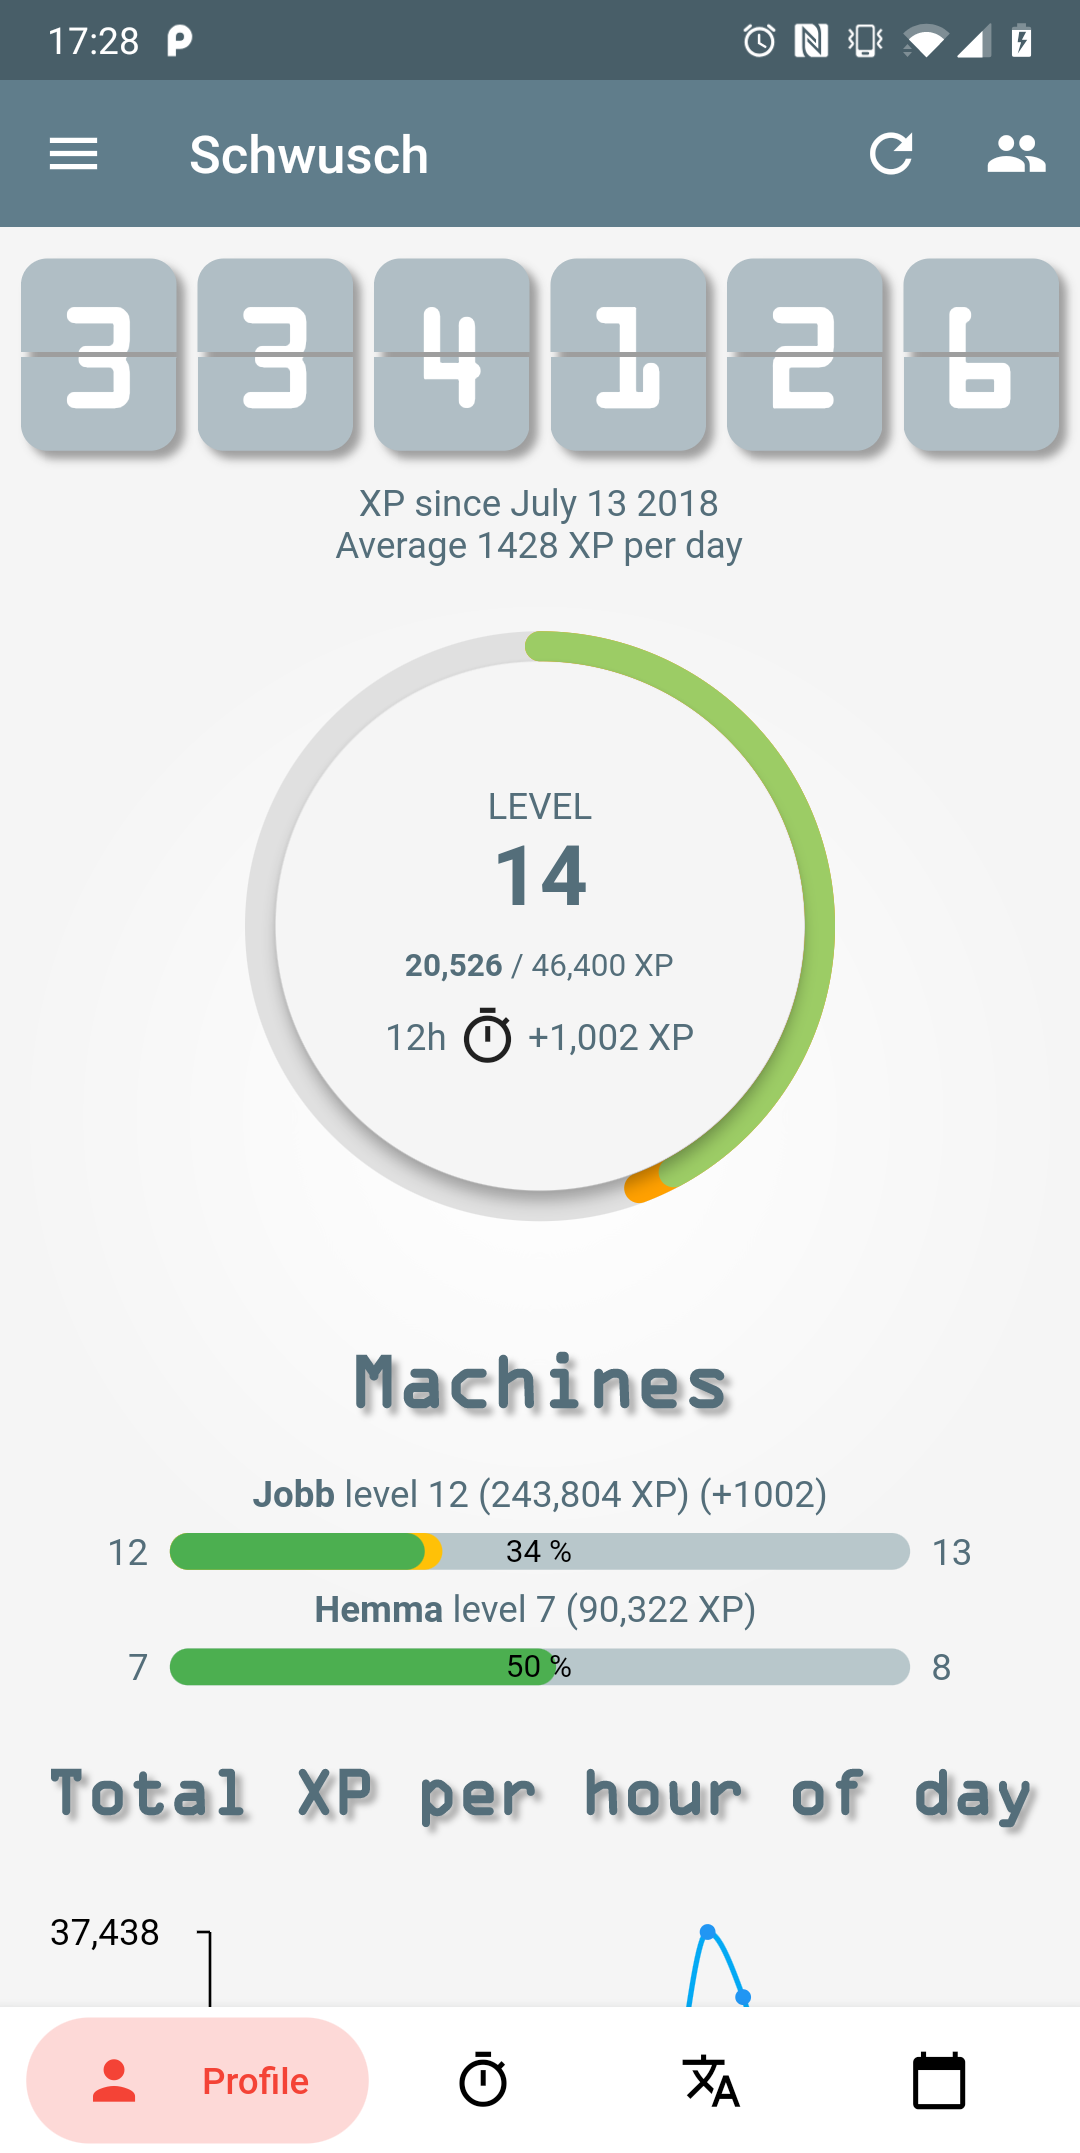 17:28
Schwusch
3 3 4 1 2 6
XP since July 13 2018
Average 1428 XP per day
LEVEL
14
20,526 / 46,400 XP
12h +1,002 XP
Machines
Jobb level 12 (243,804 XP) (+1002)
12 34 % 13
Hemma level 7 (90,322 XP)
7 50 % 8
Total XP per hour of day
37,438
Profile